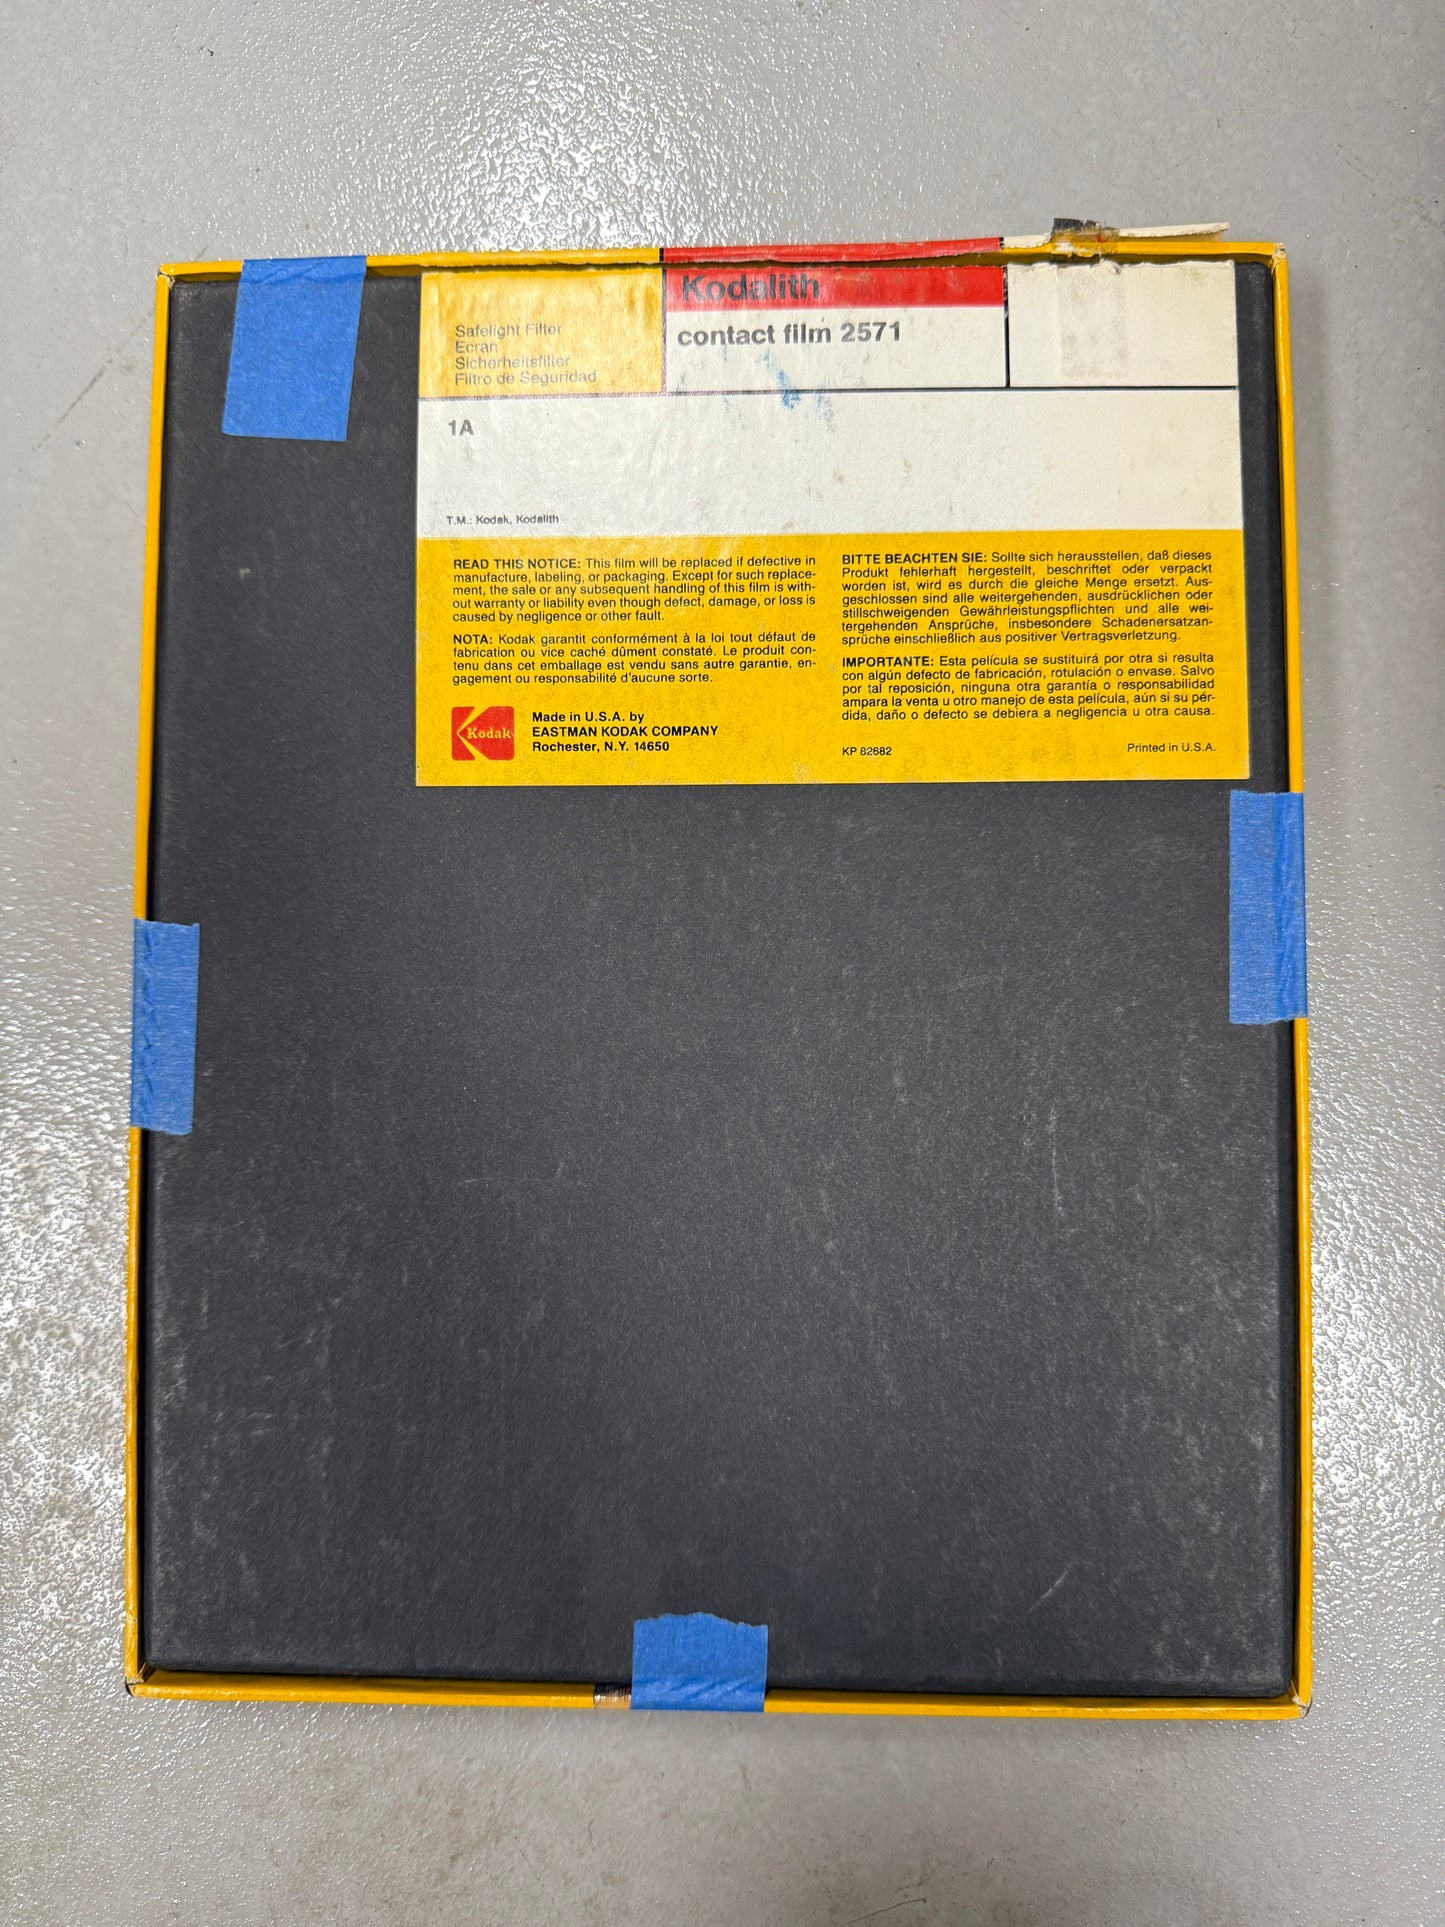 Kodalith
contact film 2571
Safelight Filter
Ecran
Sicherheitsfilter
Filtro de Seguridad
1A
T.M.: Kodak, Kodalith
READ THIS NOTICE: This film will be replaced if defective in
manufacture, labeling, or packaging. Except for such replace-
ment, the sale or any subsequent handling of this film is with-
out warranty or liability even though defect, damage, or loss is
caused by negligence or other fault.
NOTA: Kodak garantit conformément à la loi tout défaut de
fabrication ou vice caché dûment constaté. Le produit con-
tenu dans cet emballage est vendu sans autre garantie, en-
gagement ou responsabilité d'aucune sorte.
Kodak
Made in U.S.A. by
EASTMAN KODAK COMPANY
Rochester, N.Y. 14650
BITTE BEACHTEN SIE: Sollte sich herausstellen, daß dieses
Produkt fehlerhaft hergestellt, beschriftet oder verpackt
worden ist, wird es durch die gleiche Menge ersetzt. Aus-
geschlossen sind alle weitergehenden, ausdrücklichen oder
stillschweigenden Gewährleistungspflichten und alle wei-
tergehenden Ansprüche, insbesondere Schadenersatzan-
sprüche einschließlich aus positiver Vertragsverletzung.
IMPORTANTE: Esta película se sustituirá por otra si resulta
con algún defecto de fabricación, rotulación o envase. Salvo
por tal reposición, ninguna otra garantía o responsabilidad
ampara la venta u otro manejo de esta película, aún si su pér-
dida, daño o defecto se debiera a negligencia u otra causa.
KP 82682
Printed in U.S.A.